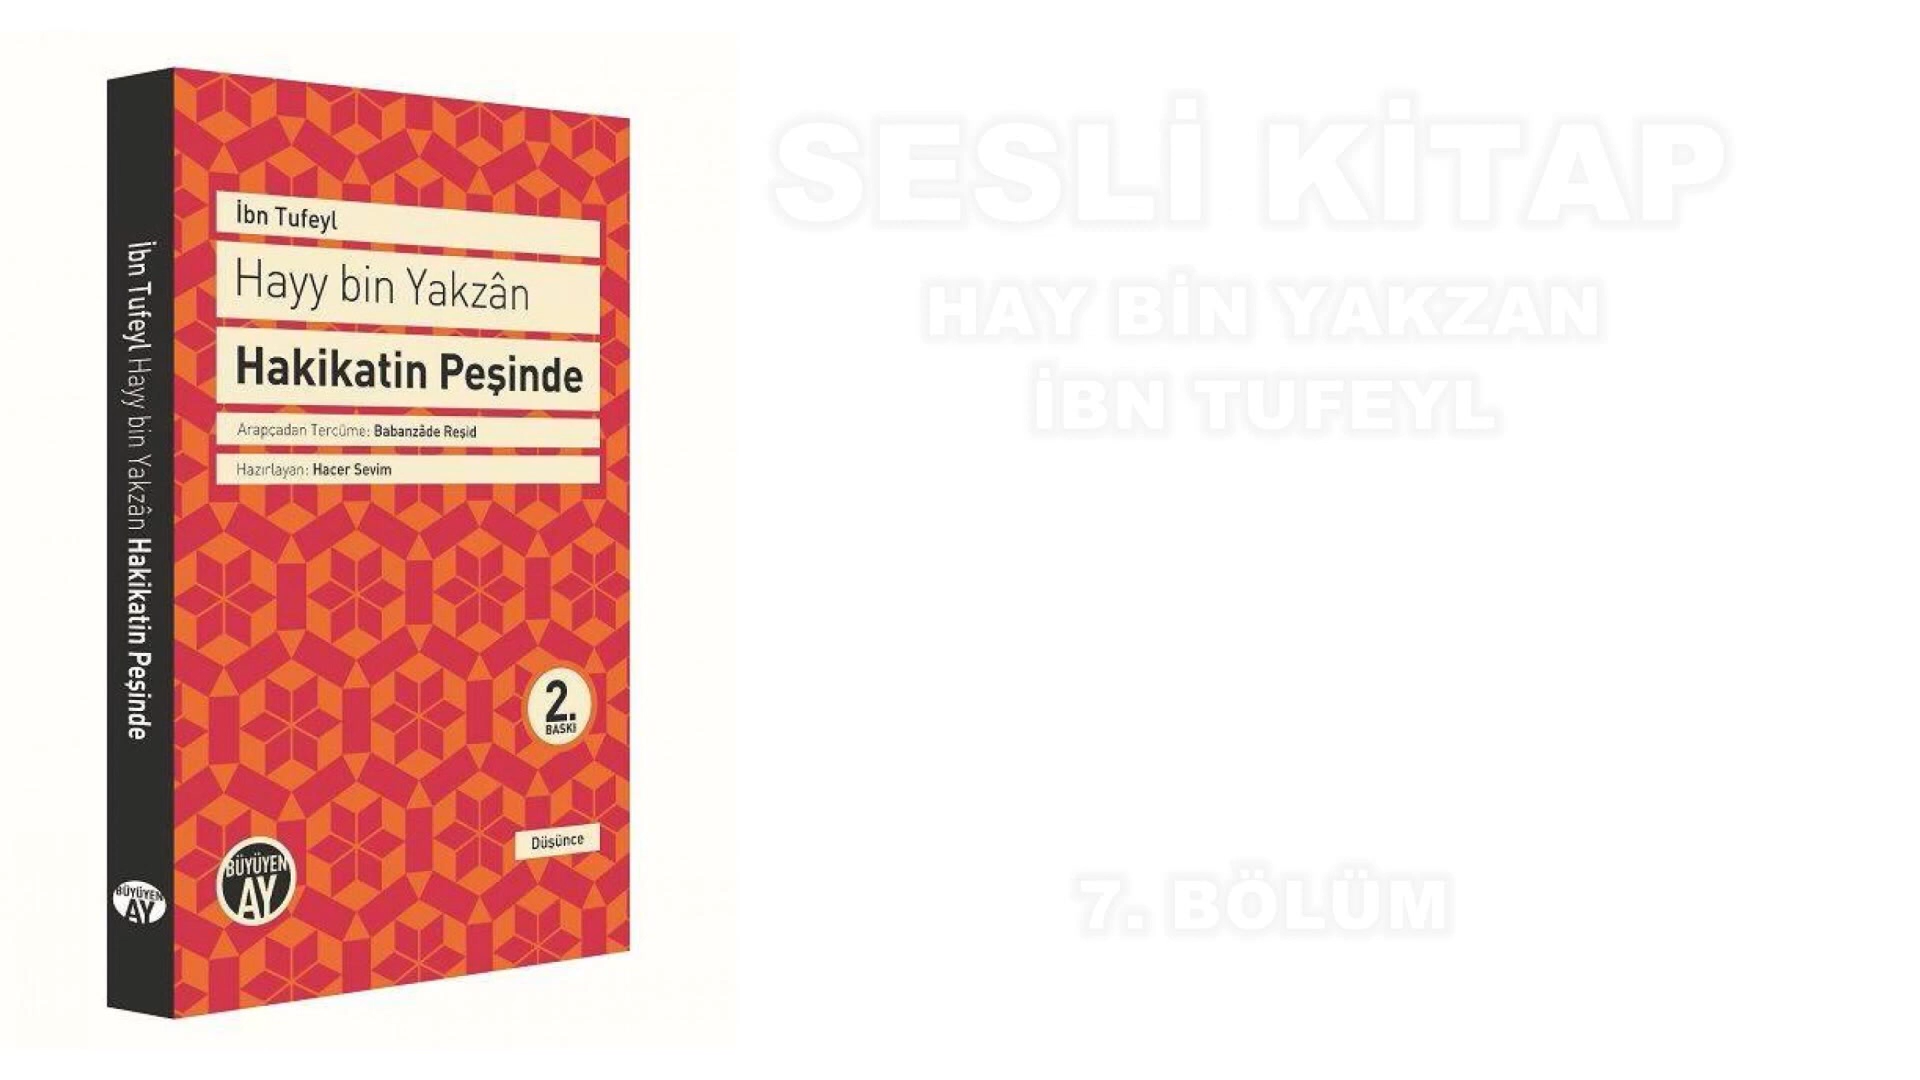 İbn Tufeyl Hayy bin Yakzân Hakikatin Peşinde
BÜYÜYEN
AY
İbn Tufeyl
Hayy bin Yakzân
Hakikatin Peşinde
Arapçadan Tercüme: Babanzâde Reşid
Hazırlayan: Hacer Sevim
2.
BASKI
Düşünce
BÜYÜYEN
AY
SESLİ KİTAP
HAY BİN YAKZAN
İBN TUFEYL
7. BÖLÜM